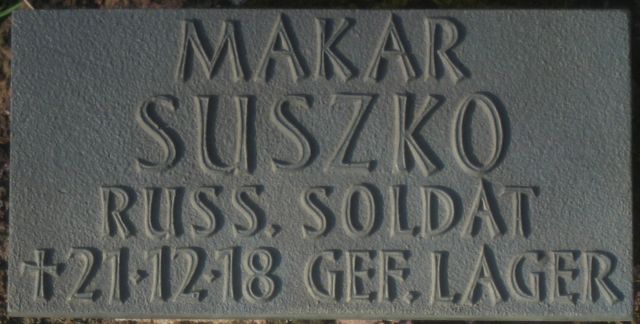 MAKAR
SUSZKO
RUSS. SOLDAT
✝21·12·18 GEF. LAGER